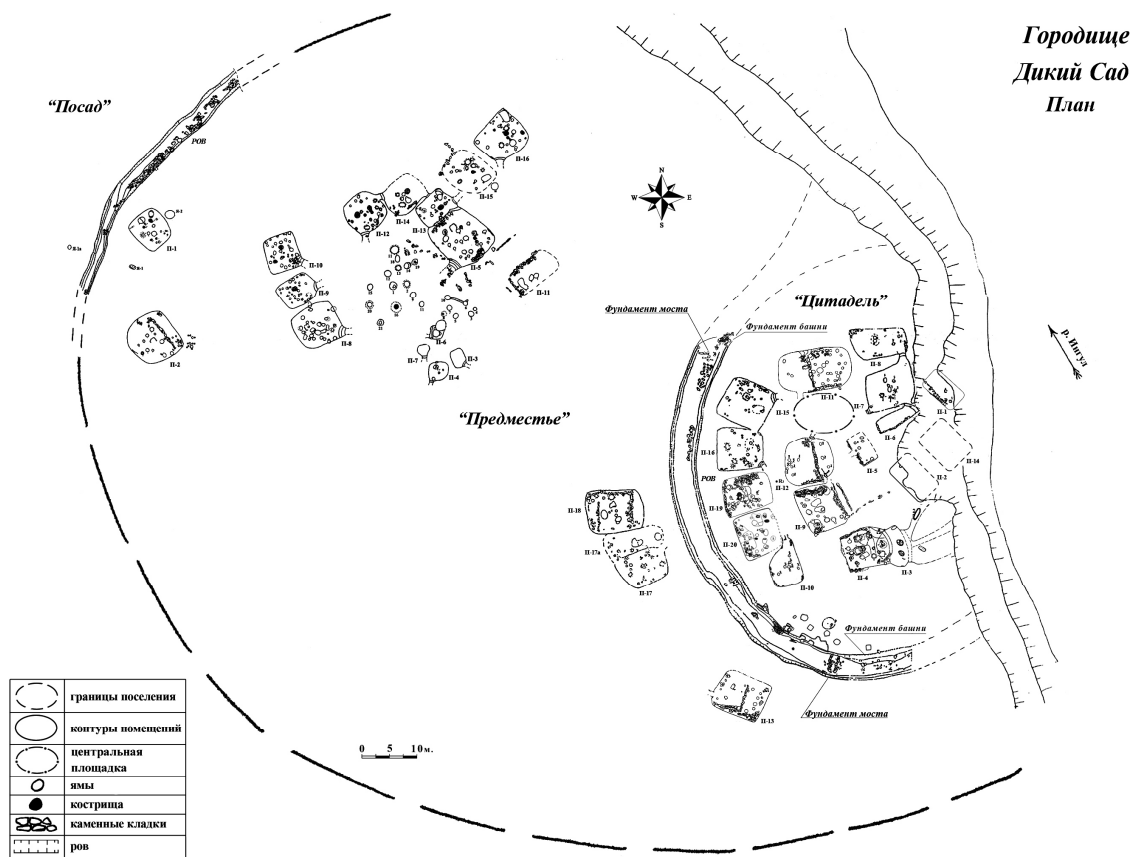 Городище
Дикий Сад
План
“Посад”
РОВ
П-1
П-2
П-16
П-15
П-14
П-13
П-12
П-5
П-11
П-10
П-9
П-8
П-6
П-7
П-3
П-4
N
W
E
S
“Предместье”
“Цитадель”
Фундамент моста
Фундамент башни
р. Ингул
П-8
П-7
П-11
П-15
П-1
П-6
П-14
П-5
П-2
П-16
П-12
РОВ
П-19
П-9
П-20
П-10
П-4
П-3
П-18
П-17а
П-17
П-13
Фундамент башни
Фундамент моста
0 5 10м.
границы поселения
контуры помещений
центральная
площадка
ямы
кострища
каменные кладки
ров